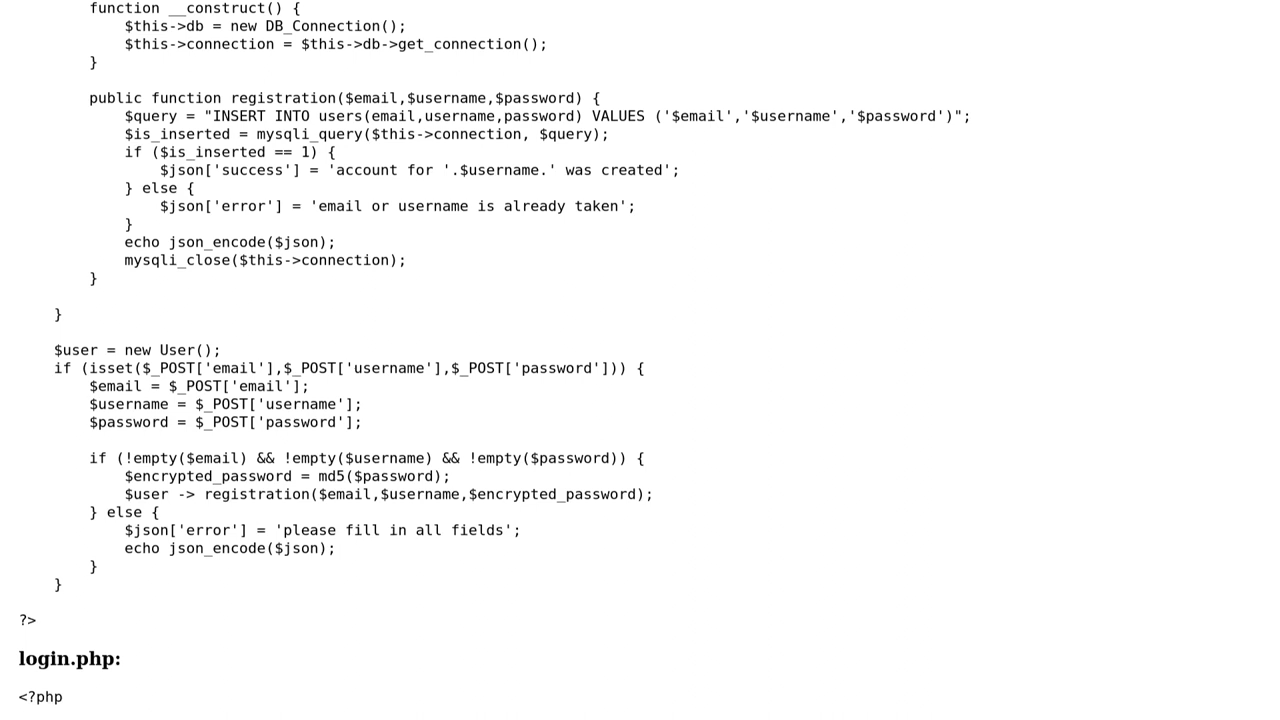 function __construct() {
$this->db = new DB_Connection();
$this->connection = $this->db->get_connection();
}
public function registration($email,$username,$password) {
$query = "INSERT INTO users(email,username,password) VALUES ('$email','$username','$password')";
$is_inserted = mysqli_query($this->connection, $query);
if ($is_inserted == 1) {
$json['success'] = 'account for '.$username.' was created';
} else {
$json['error'] = 'email or username is already taken';
}
echo json_encode($json);
mysqli_close($this->connection);
}
}
$user = new User();
if (isset($_POST['email'],$_POST['username'],$_POST['password'])) {
$email = $_POST['email'];
$username = $_POST['username'];
$password = $_POST['password'];
if (!empty($email) && !empty($username) && !empty($password)) {
$encrypted_password = md5($password);
$user -> registration($email,$username,$encrypted_password);
} else {
$json['error'] = 'please fill in all fields';
echo json_encode($json);
}
}
?>
login.php:
<?php